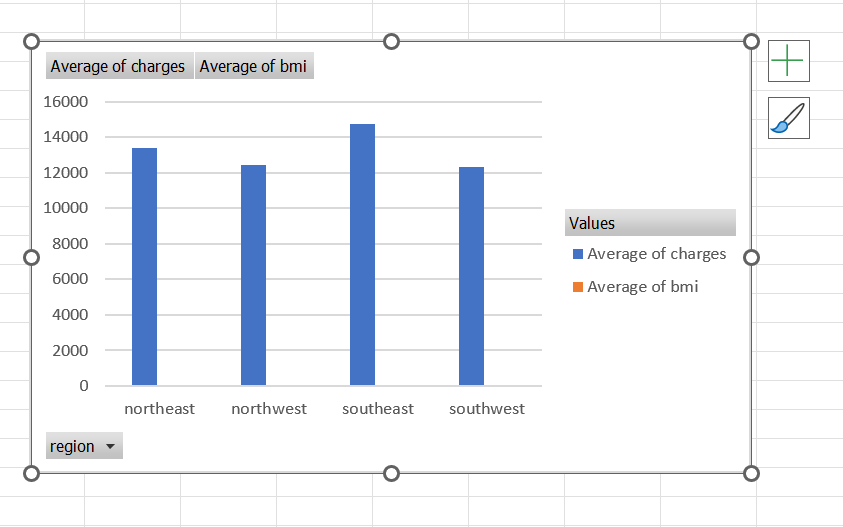 Average of charges Average of bmi
16000
14000
12000
10000
8000
6000
4000
2000
0
northeast northwest southeast southwest
Values
Average of charges
Average of bmi
region